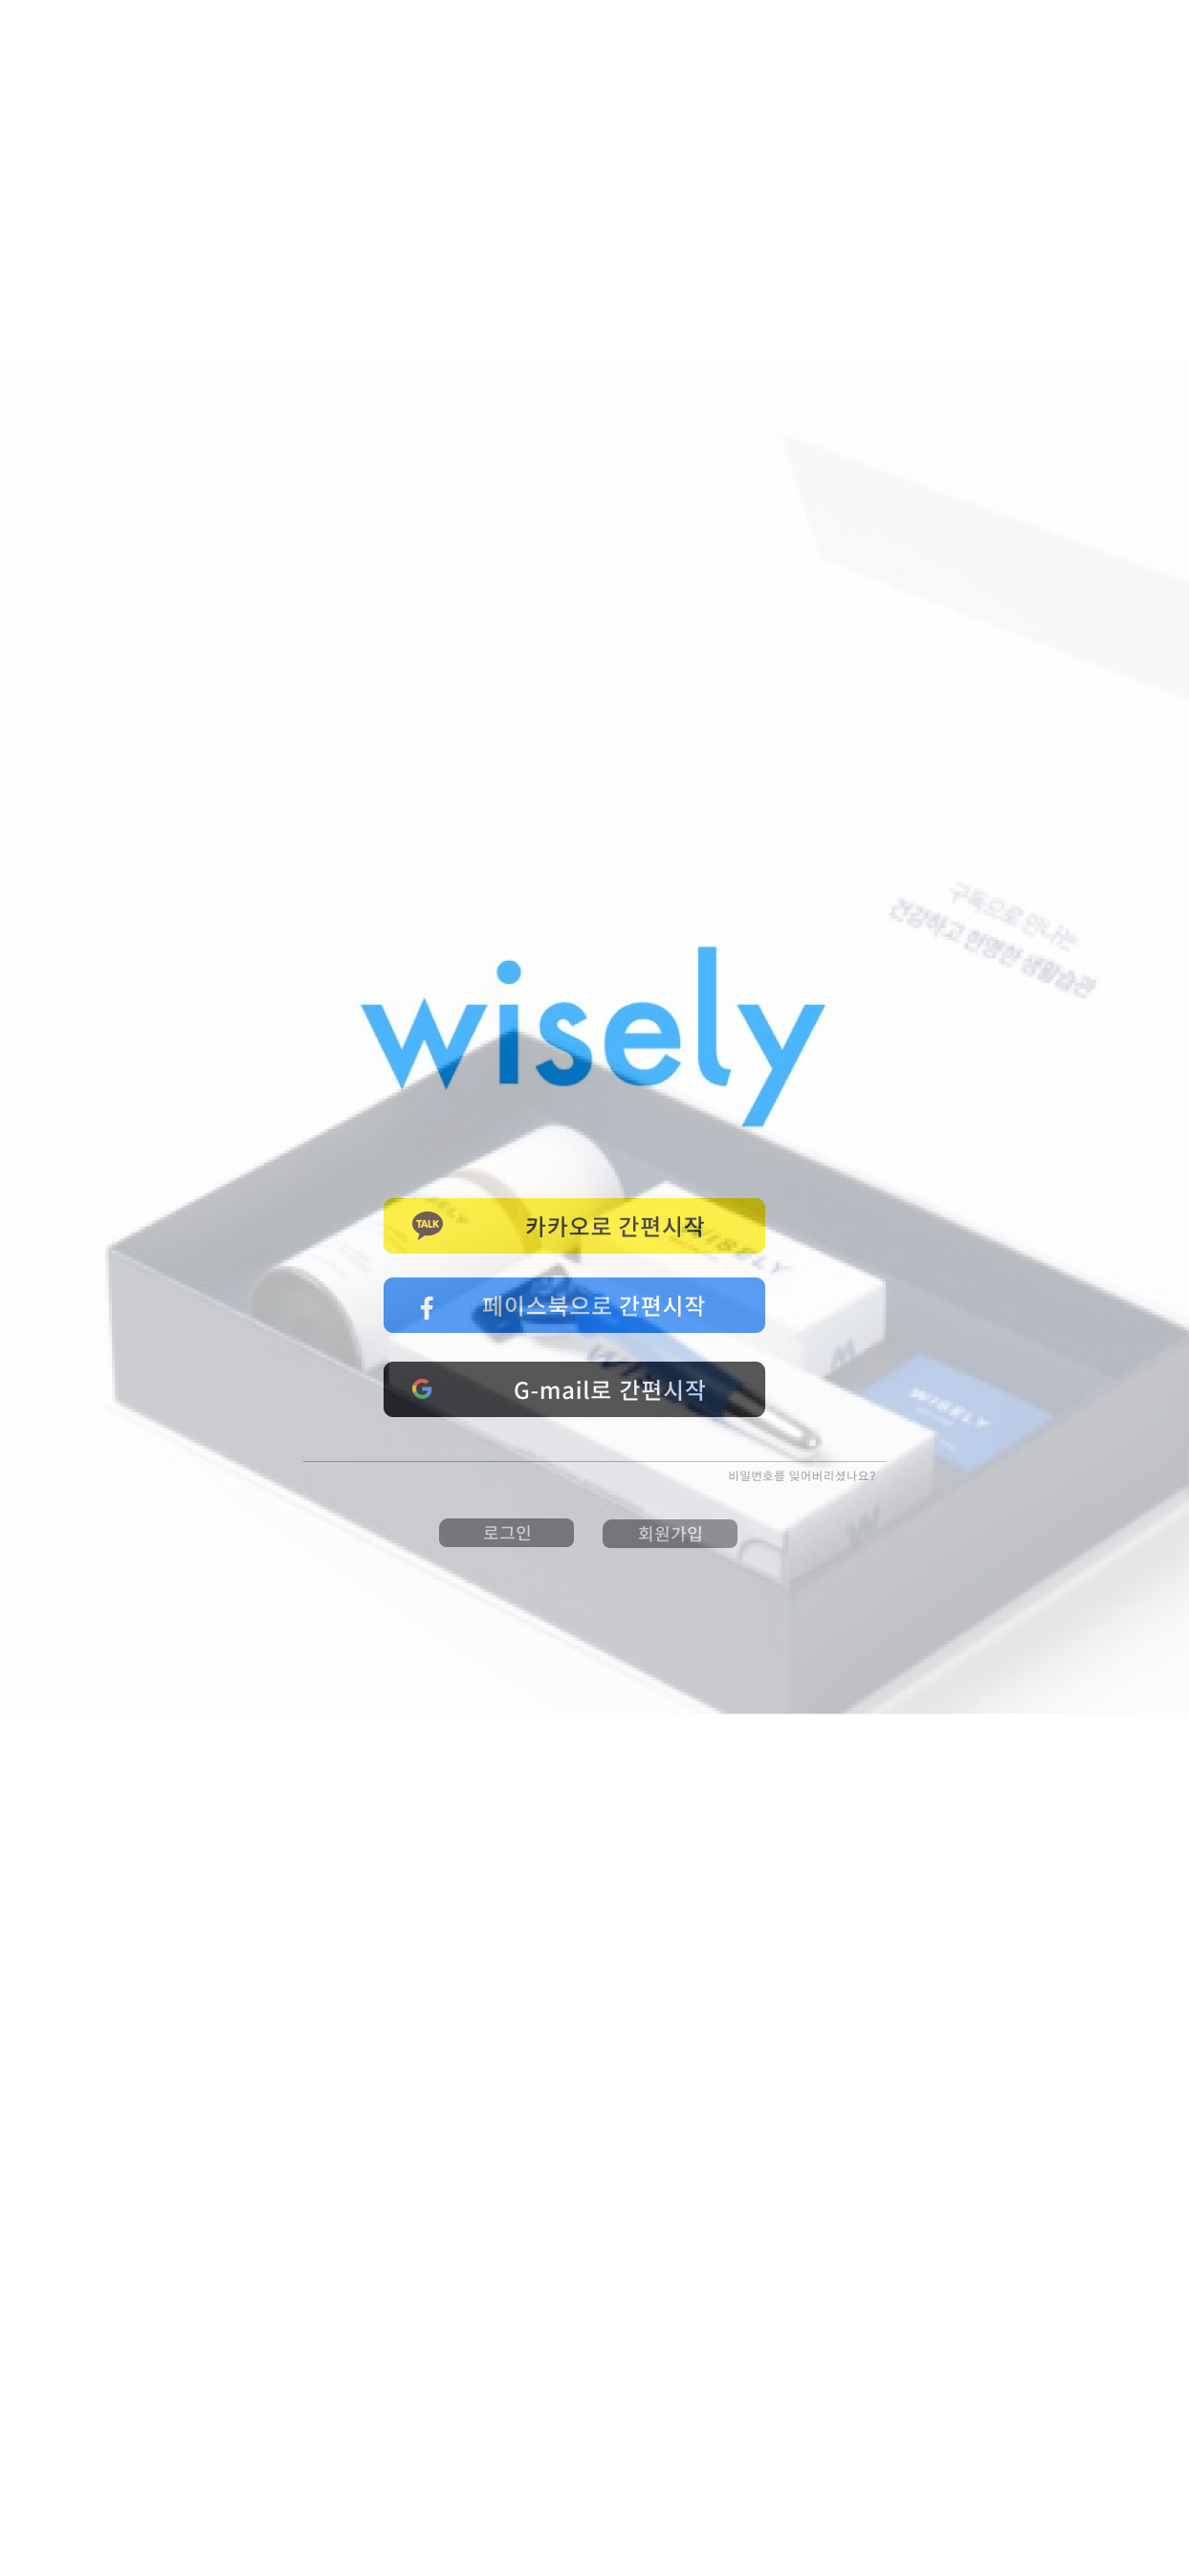 구독으로 만나는
건강하고 현명한 생활습관
wisely
TALK 카카오로 간편시작
WISELY
페이스북으로 간편시작
G-mail로 간편시작
WISELY
비밀번호를 잊어버리셨나요?
로그인 회원가입